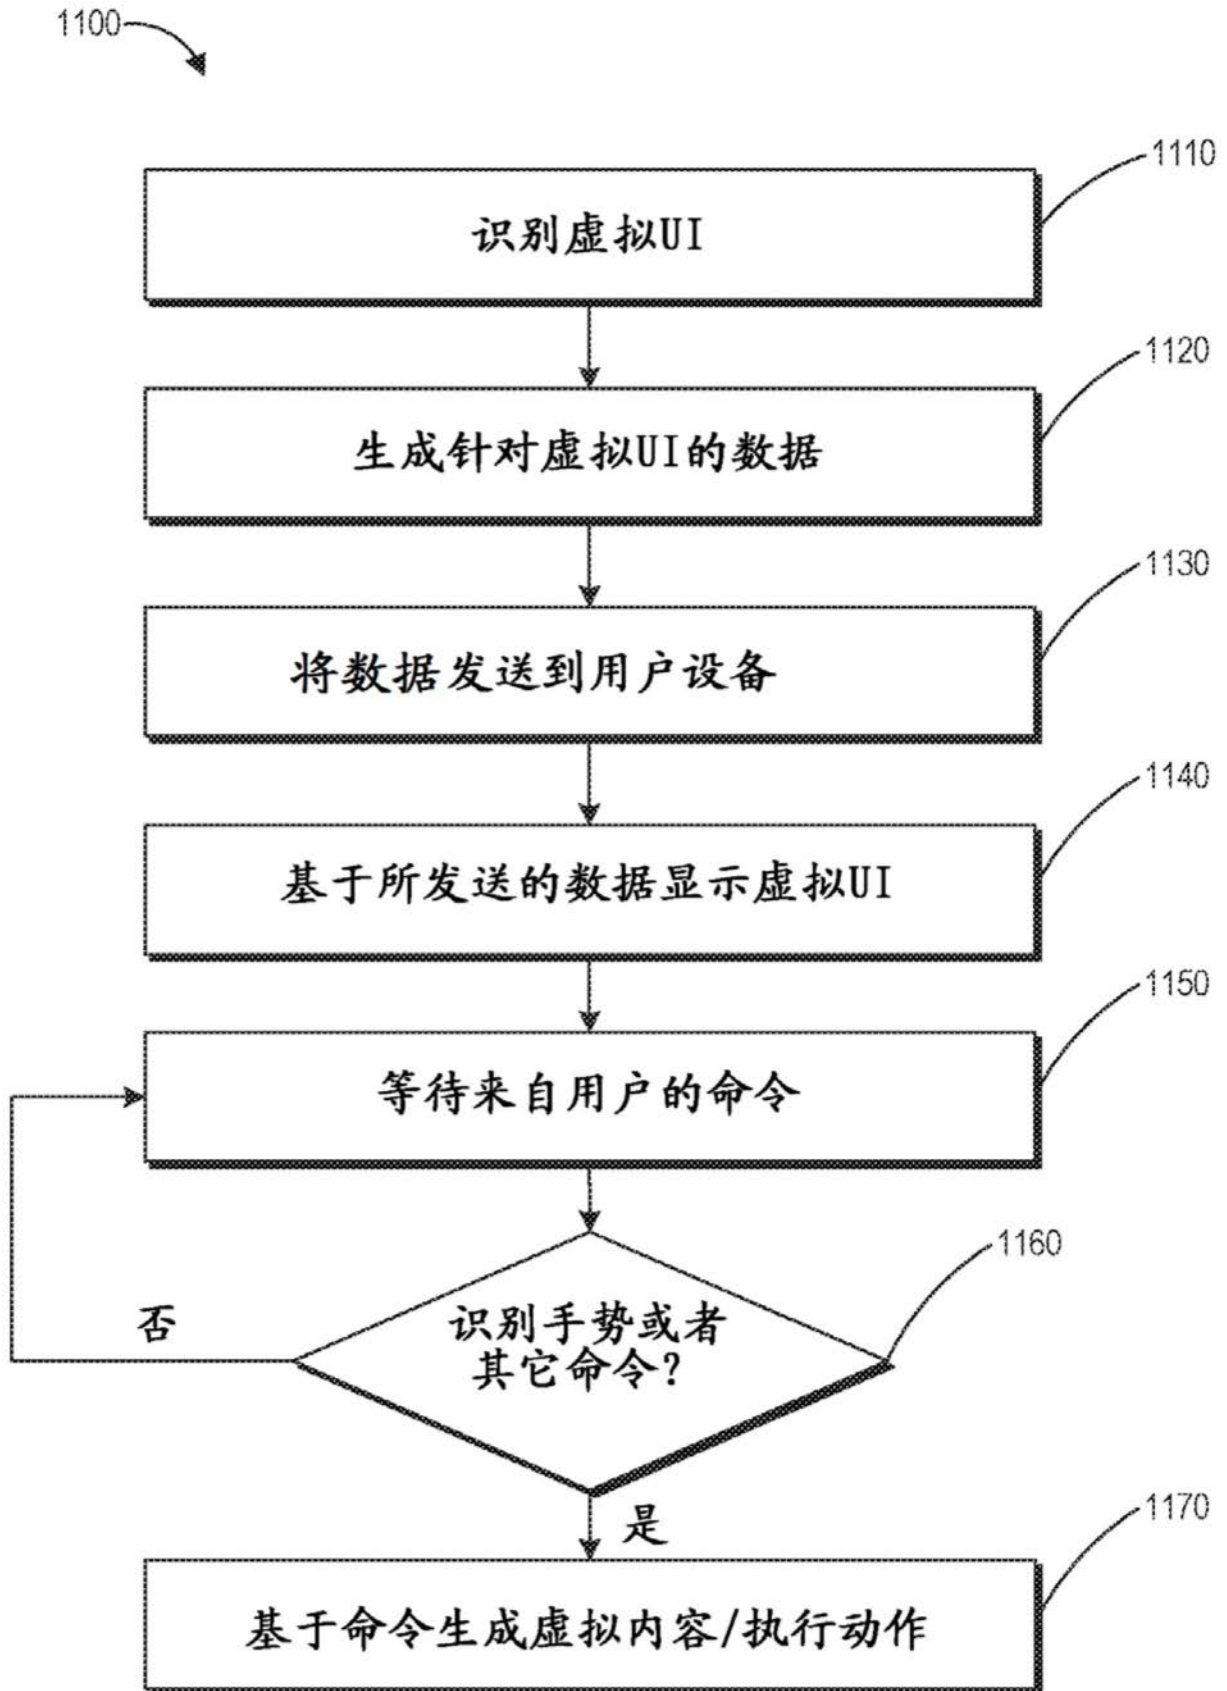 1100
1110
识别虚拟UI
1120
生成针对虚拟UI的数据
1130
将数据发送到用户设备
1140
基于所发送的数据显示虚拟UI
1150
等待来自用户的命令
1160
识别手势或者
其它命令?
否
是
1170
基于命令生成虚拟内容/执行动作